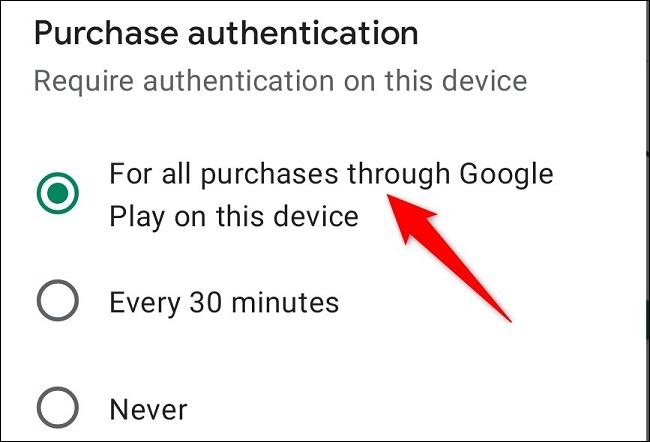 Purchase authentication
Require authentication on this device
For all purchases through Google
Play on this device
Every 30 minutes
Never